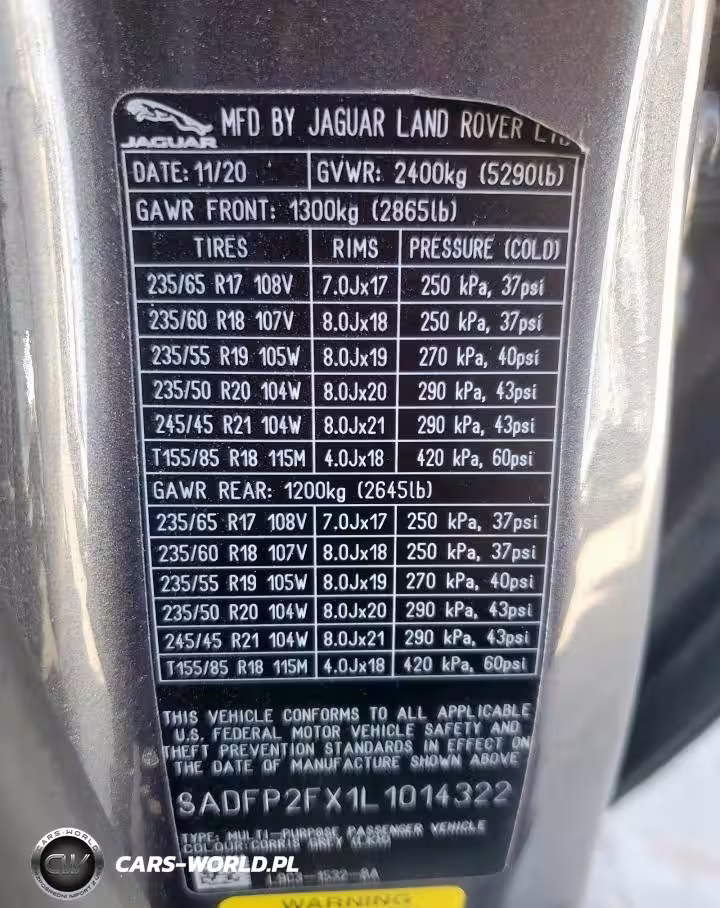 JAGUAR MFD BY JAGUAR LAND ROVER
DATE: 11/20 GVWR: 2400kg (5290lb)
GAWR FRONT: 1300kg (2865lb)
TIRES RIMS PRESSURE (COLD)
235/65 R17 108V 7.0Jx17 250 kPa, 37psi
235/60 R18 107V 8.0Jx18 250 kPa, 37psi
235/55 R19 105W 8.0Jx19 270 kPa, 40psi
235/50 R20 104W 8.0Jx20 290 kPa, 43psi
245/45 R21 104W 8.0Jx21 290 kPa, 43psi
T155/85 R18 115M 4.0Jx18 420 kPa, 60psi
GAWR REAR: 1200kg (2645lb)
235/65 R17 108V 7.0Jx17 250 kPa, 37psi
235/60 R18 107V 8.0Jx18 250 kPa, 37psi
235/55 R19 105W 8.0Jx19 270 kPa, 40psi
235/50 R20 104W 8.0Jx20 290 kPa, 43psi
245/45 R21 104W 8.0Jx21 290 kPa, 43psi
T155/85 R18 115M 4.0Jx18 420 kPa, 60psi
THIS VEHICLE CONFORMS TO ALL APPLICABLE
U.S. FEDERAL MOTOR VEHICLE SAFETY AND
THEFT PREVENTION STANDARDS IN EFFECT ON
THE DATE OF MANUFACTURE SHOWN ABOVE
SADFP2FX1L1014322
TYPE: MULTI-PURPOSE PASSENGER VEHICLE
COLOUR: CORRIS GREY
CARS-WORLD
CW
CARS-WORLD.PL
WARNING